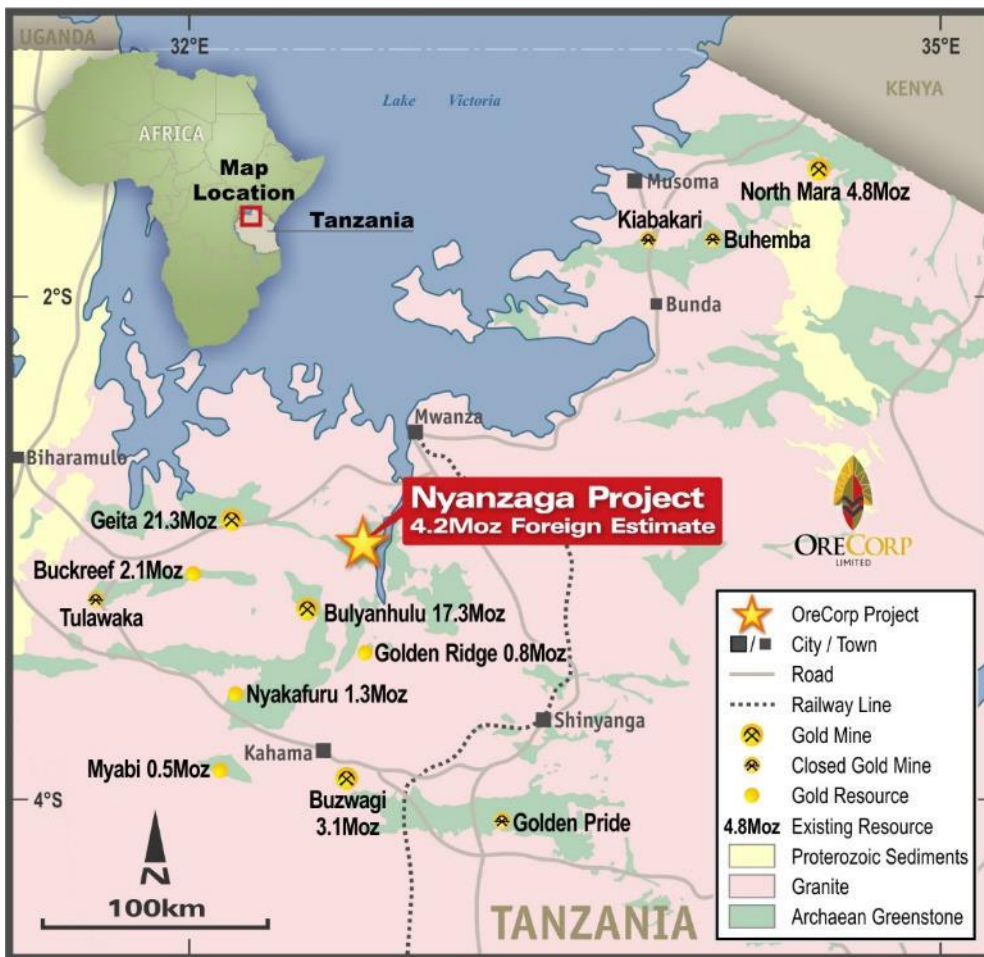 UGANDA
32°E
35°E
KENYA
Lake Victoria
AFRICA
Map
Location
Tanzania
Musoma
North Mara 4.8Moz
Kiabakari
Buhemba
2°S
Bunda
Mwanza
Biharamulo
Nyanzaga Project
4.2Moz Foreign Estimate
Geita 21.3Moz
ORECORP
LIMITED
Buckreef 2.1Moz
Tulawaka
Bulyanhulu 17.3Moz
Golden Ridge 0.8Moz
Nyakafuru 1.3Moz
Shinyanga
Kahama
Myabi 0.5Moz
Buzwagi
3.1Moz
4°S
Golden Pride
N
100km
TANZANIA
OreCorp Project
/ City / Town
Road
Railway Line
Gold Mine
Closed Gold Mine
Gold Resource
4.8Moz Existing Resource
Proterozoic Sediments
Granite
Archaean Greenstone